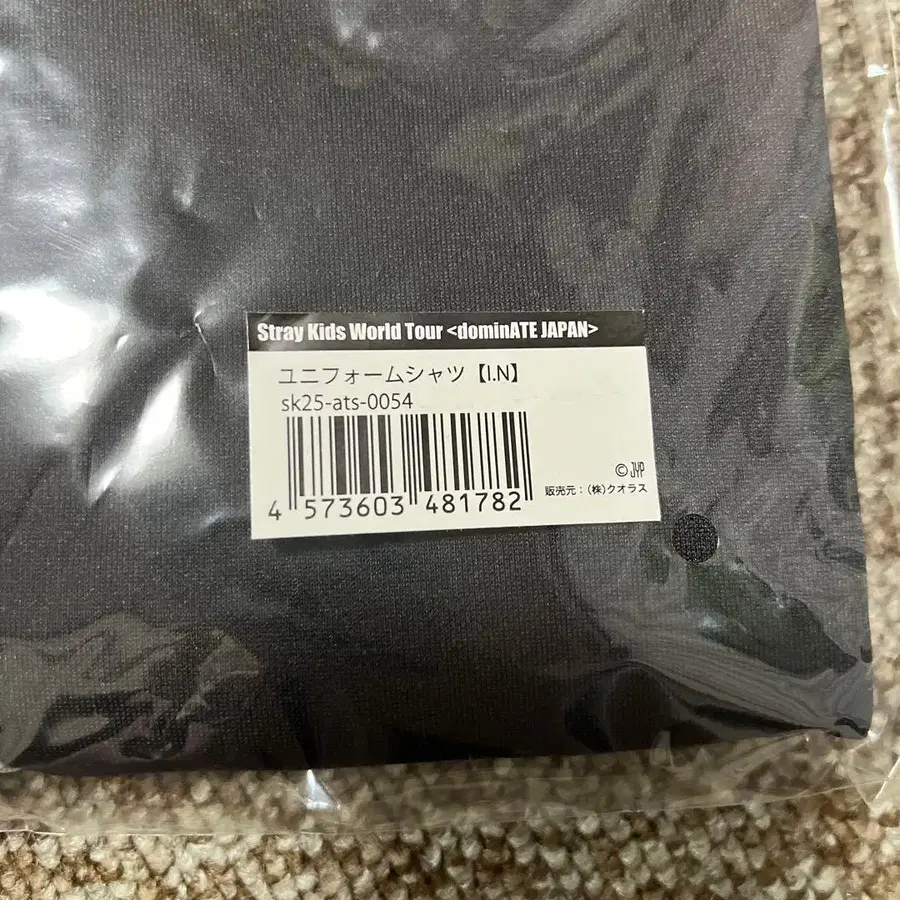 Stray Kids World Tour <dominATE JAPAN>
ユニフォームシャツ【I.N】
sk25-ats-0054
4 573603 481782
© JYP
販売元：(株)クオラス